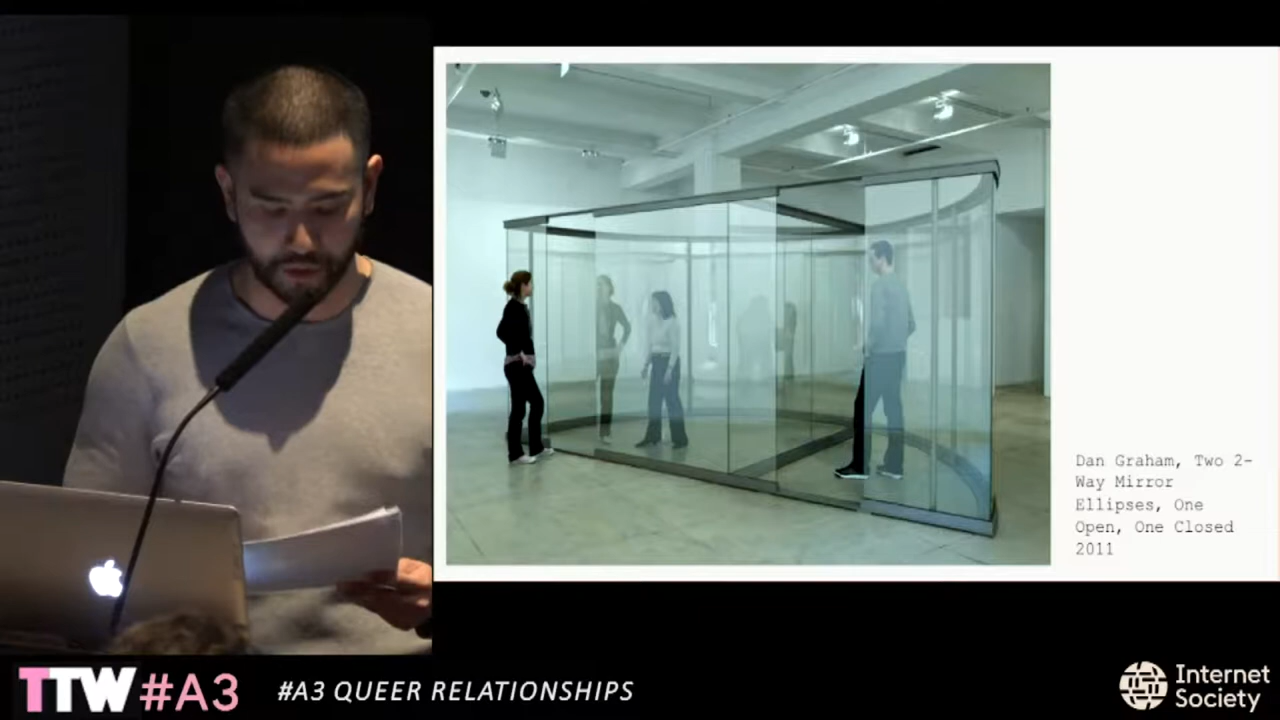 Dan Graham, Two 2-
Way Mirror
Ellipses, One
Open, One Closed
2011
TTW #A3
#A3 QUEER RELATIONSHIPS
Internet
Society